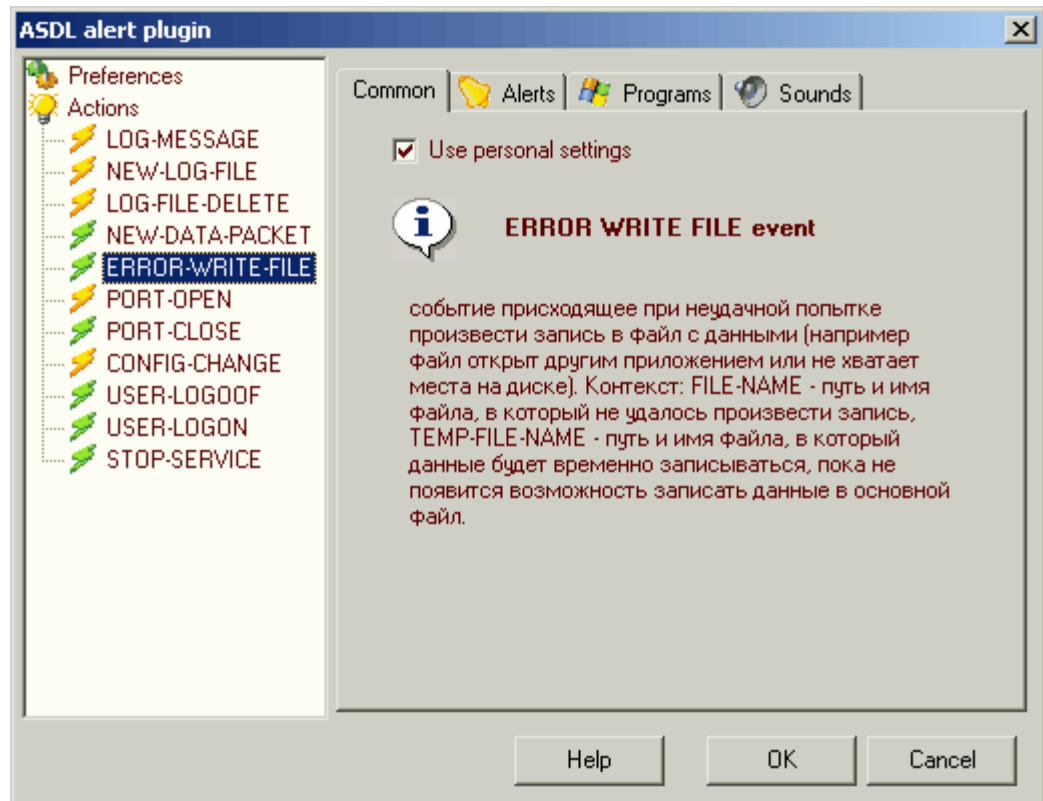 ASDL alert plugin
Preferences
Actions
LOG-MESSAGE
NEW-LOG-FILE
LOG-FILE-DELETE
NEW-DATA-PACKET
ERROR-WRITE-FILE
PORT-OPEN
PORT-CLOSE
CONFIG-CHANGE
USER-LOGOOF
USER-LOGON
STOP-SERVICE
Common Alerts Programs Sounds
Use personal settings
ERROR WRITE FILE event
событие присходящее при неудачной попытке
произвести запись в файл с данными (например
файл открыт другим приложением или не хватает
места на диске). Контекст: FILE-NAME - путь и имя
файла, в который не удалось произвести запись,
TEMP-FILE-NAME - путь и имя файла, в который
данные будет временно записываться, пока не
появится возможность записать данные в основной
файл.
Help OK Cancel